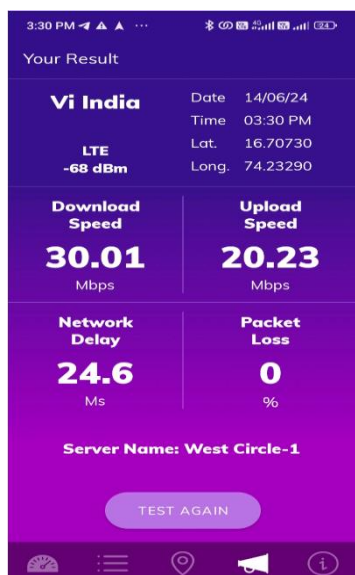 3:30 PM
4G
24
Your Result
Vi India
LTE
-68 dBm
Date 14/06/24
Time 03:30 PM
Lat. 16.70730
Long. 74.23290
Download Speed
30.01
Mbps
Upload Speed
20.23
Mbps
Network Delay
24.6
Ms
Packet Loss
0
%
Server Name: West Circle-1
TEST AGAIN